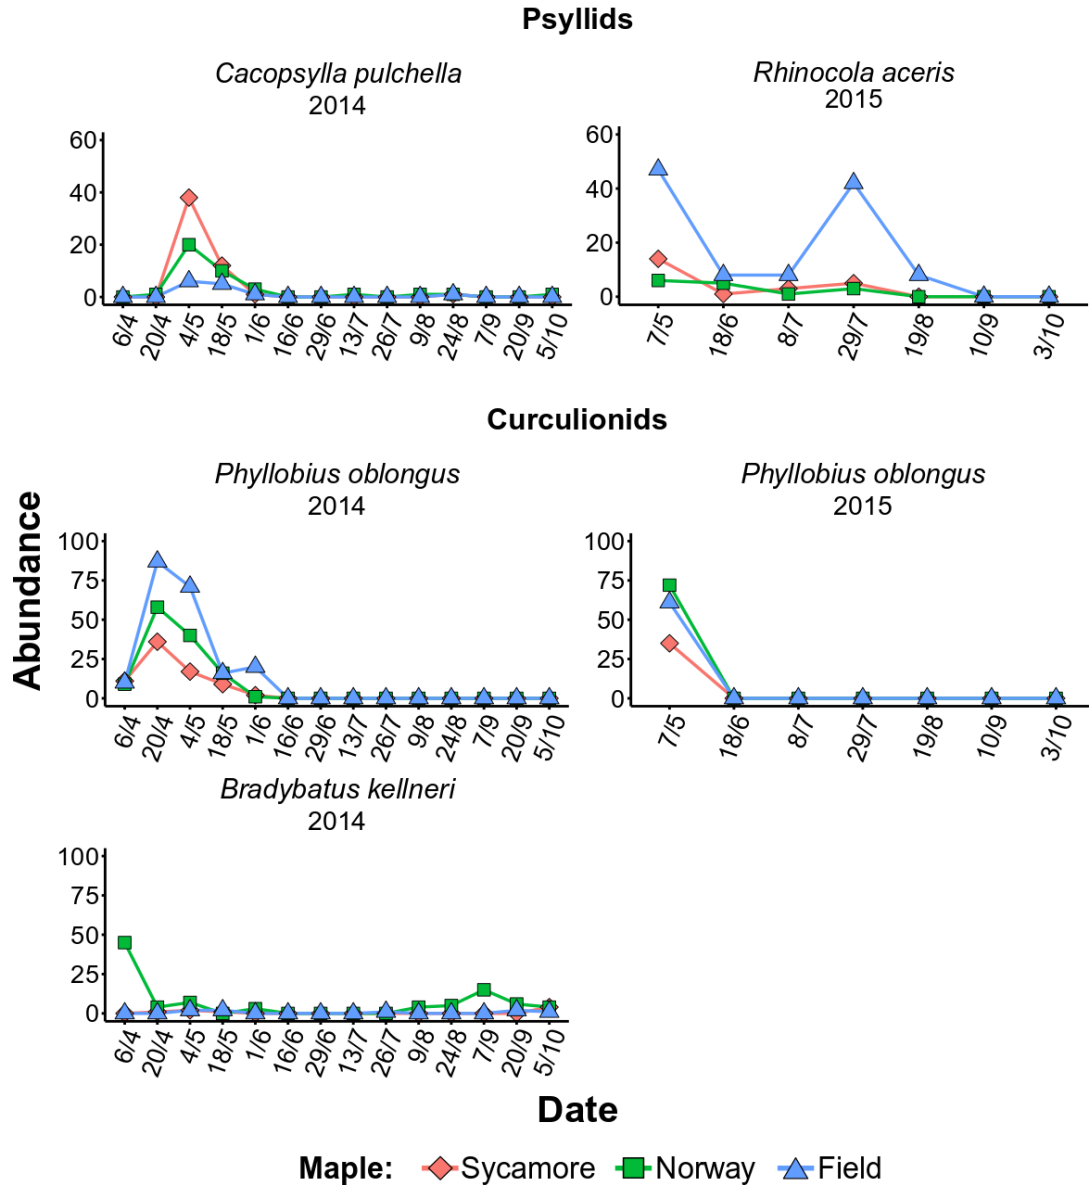 Psyllids
Cacopsylla pulchella
2014
60
40
20
0
6/4 20/4 4/5 18/5 1/6 16/6 29/6 13/7 26/7 9/8 24/8 7/9 20/9 5/10
Rhinocola aceris
2015
60
40
20
0
7/5 18/6 8/7 29/7 19/8 10/9 3/10
Curculionids
Abundance
Phyllobius oblongus
2014
100
75
50
25
0
6/4 20/4 4/5 18/5 1/6 16/6 29/6 13/7 26/7 9/8 24/8 7/9 20/9 5/10
Phyllobius oblongus
2015
100
75
50
25
0
7/5 18/6 8/7 29/7 19/8 10/9 3/10
Bradybatus kellneri
2014
100
75
50
25
0
6/4 20/4 4/5 18/5 1/6 16/6 29/6 13/7 26/7 9/8 24/8 7/9 20/9 5/10
Date
Maple: Sycamore Norway Field